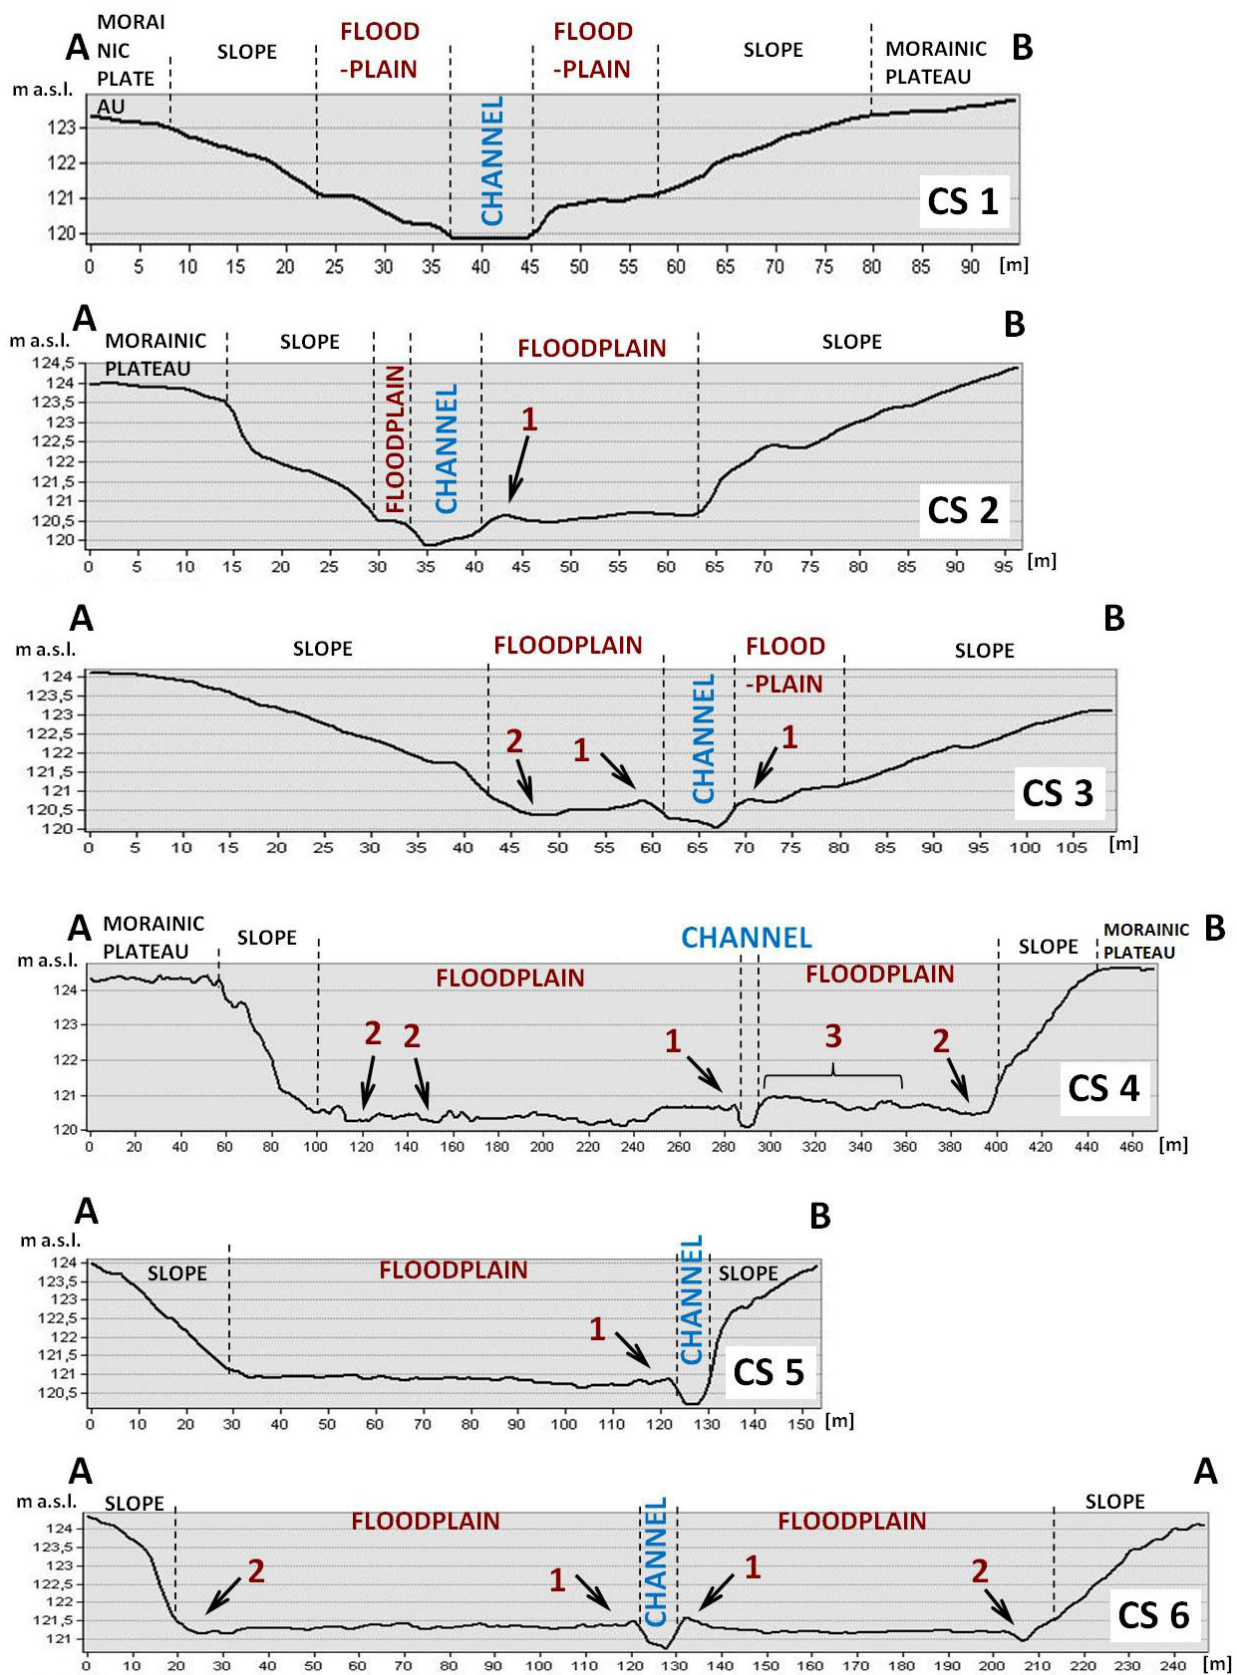 MORAI
NIC
PLATE
AU
A SLOPE FLOOD FLOOD SLOPE MORAINIC B
-PLAIN -PLAIN PLATEAU
m a.s.l.
CHANNEL
123
122
121
120
CS 1
0 5 10 15 20 25 30 35 40 45 50 55 60 65 70 75 80 85 90 [m]
A B
m a.s.l. MORAINIC SLOPE FLOODPLAIN SLOPE
PLATEAU
FLOODPLAIN
CHANNEL
1
124,5
124
123,5
123
122,5
122
121,5
121
120,5
120
CS 2
0 5 10 15 20 25 30 35 40 45 50 55 60 65 70 75 80 85 90 95 [m]
A B
m a.s.l. SLOPE FLOODPLAIN FLOOD SLOPE
-PLAIN
CHANNEL
2 1 1
124
123,5
123
122,5
122
121,5
121
120,5
120
CS 3
0 5 10 15 20 25 30 35 40 45 50 55 60 65 70 75 80 85 90 95 100 105 [m]
A MORAINIC SLOPE CHANNEL SLOPE MORAINIC B
PLATEAU PLATEAU
m a.s.l.
FLOODPLAIN FLOODPLAIN
2 2 1 3 2
124
123
122
121
120
CS 4
0 20 40 60 80 100 120 140 160 180 200 220 240 260 280 300 320 340 360 380 400 420 440 460 [m]
A B
m a.s.l.
SLOPE FLOODPLAIN CHANNEL SLOPE
1
124
123,5
123
122,5
122
121,5
121
120,5
CS 5
0 10 20 30 40 50 60 70 80 90 100 110 120 130 140 150 [m]
A A
m a.s.l. SLOPE SLOPE
FLOODPLAIN CHANNEL FLOODPLAIN
2 1 1 2
124
123,5
123
122,5
122
121,5
121
CS 6
0 10 20 30 40 50 60 70 80 90 100 110 120 130 140 150 160 170 180 190 200 210 220 230 240 [m]